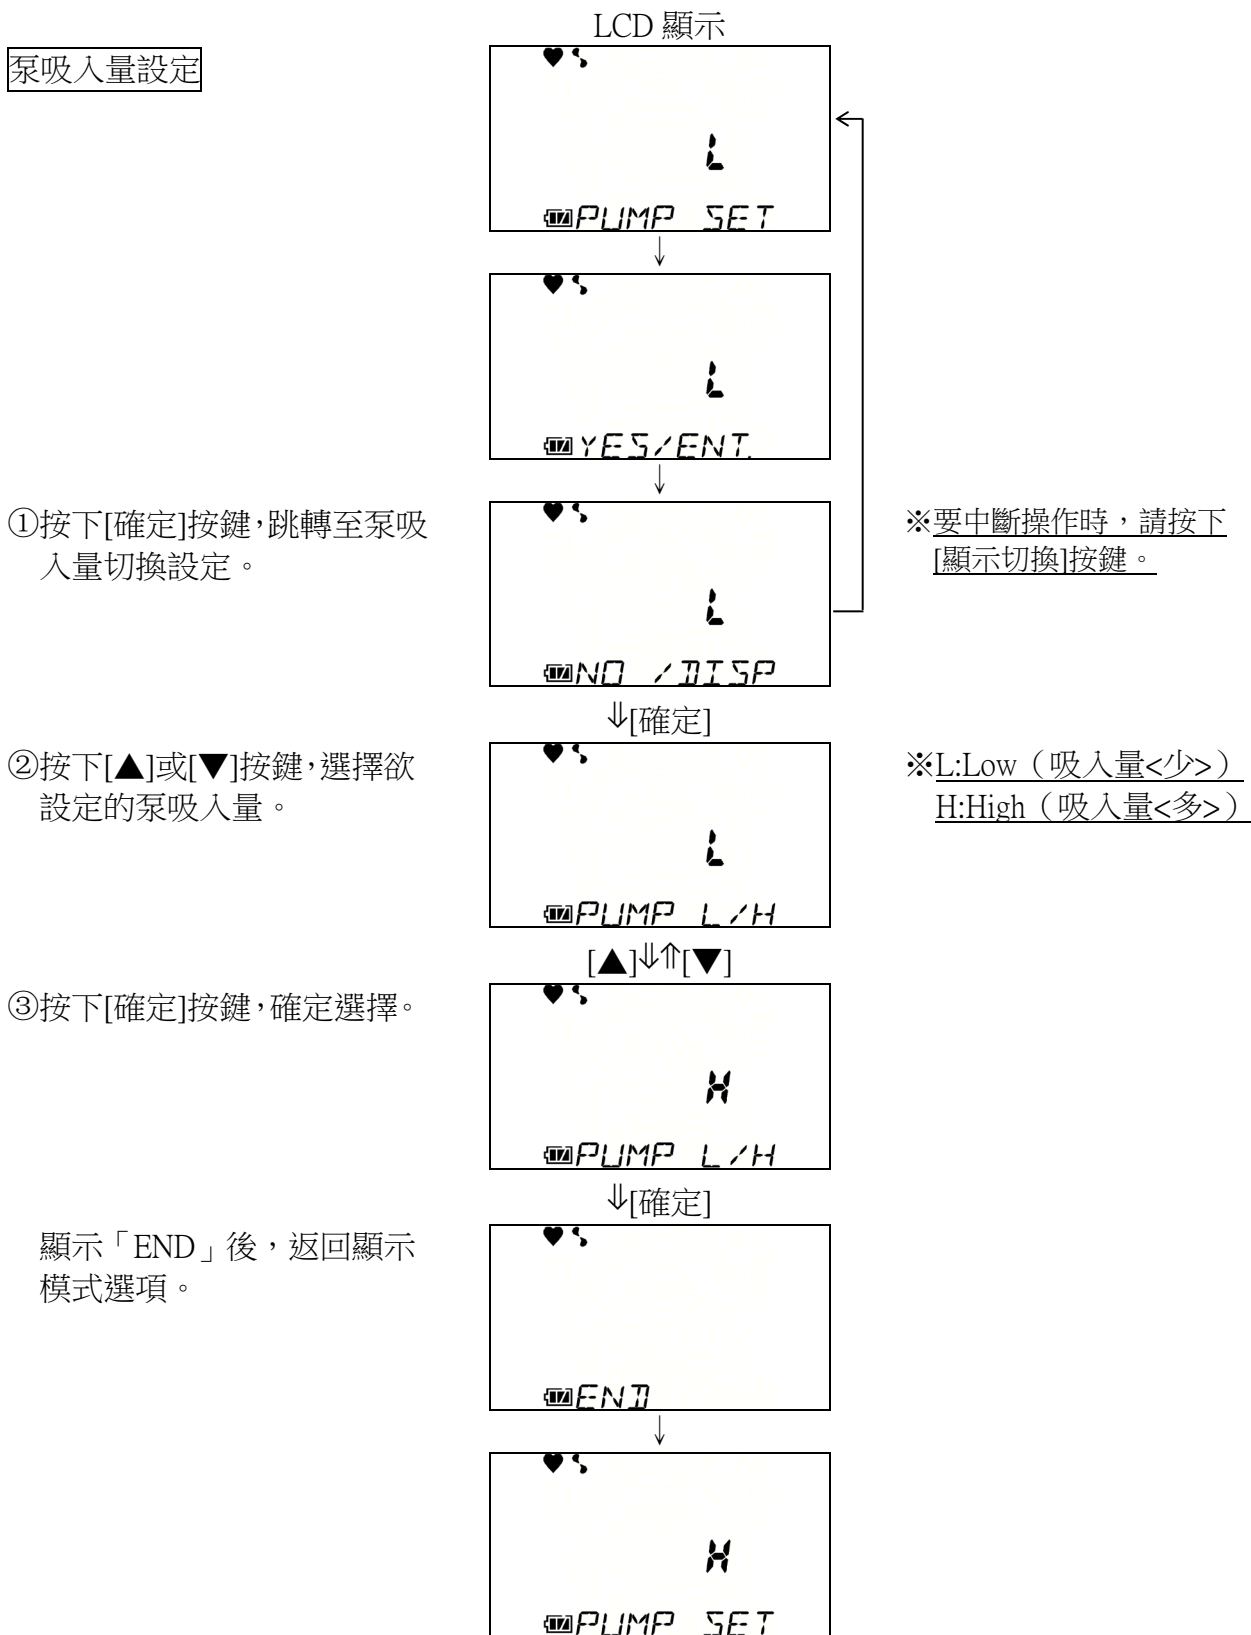 LCD 顯示
泵吸入量設定
L
PUMP SET
↓
L
YES/ENT.
↓
①按下[確定]按鍵,跳轉至泵吸
入量切換設定。
※要中斷操作時，請按下
[顯示切換]按鍵。
L
NO /DISP
⇓[確定]
②按下[▲]或[▼]按鍵,選擇欲
設定的泵吸入量。
※L:Low（吸入量<少>）
H:High（吸入量<多>）
L
PUMP L/H
[▲]⇓⇑[▼]
③按下[確定]按鍵,確定選擇。
H
PUMP L/H
⇓[確定]
顯示「END」後，返回顯示
模式選項。
END
↓
H
PUMP SET